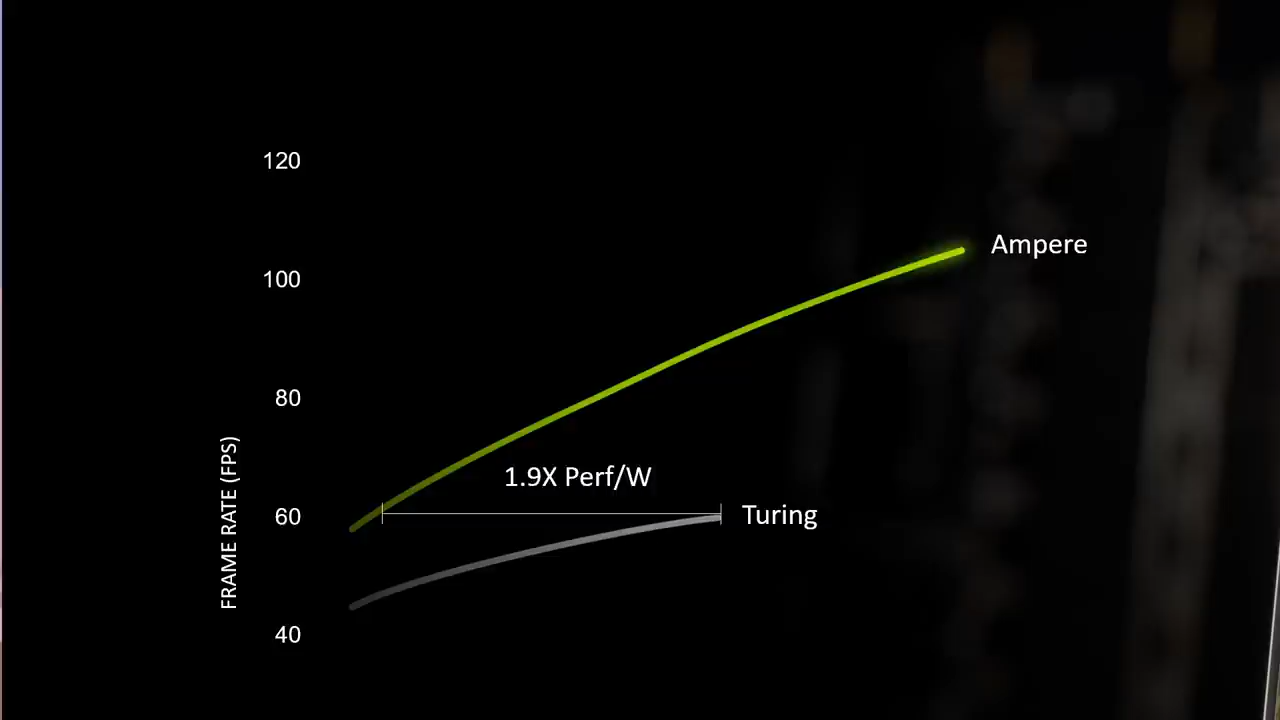 120
Ampere
100
80
1.9X Perf/W
60
Turing
40
FRAME RATE (FPS)